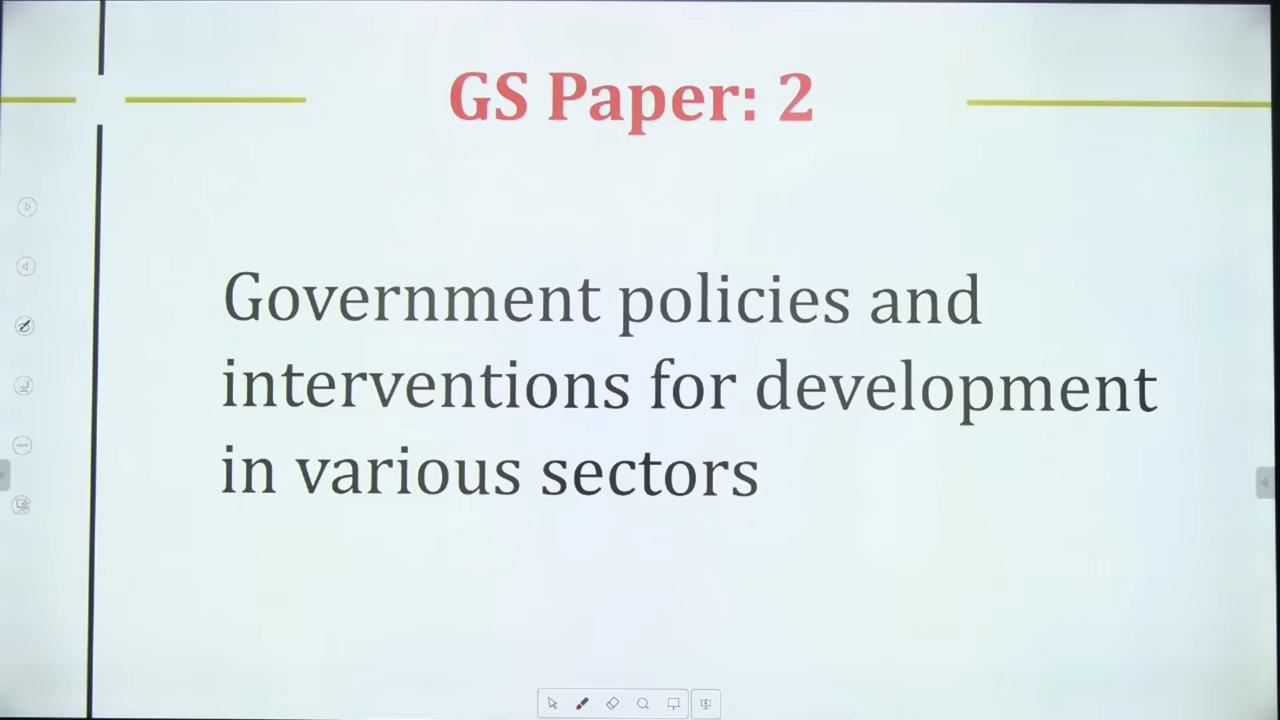 GS Paper: 2
Government policies and
interventions for development
in various sectors